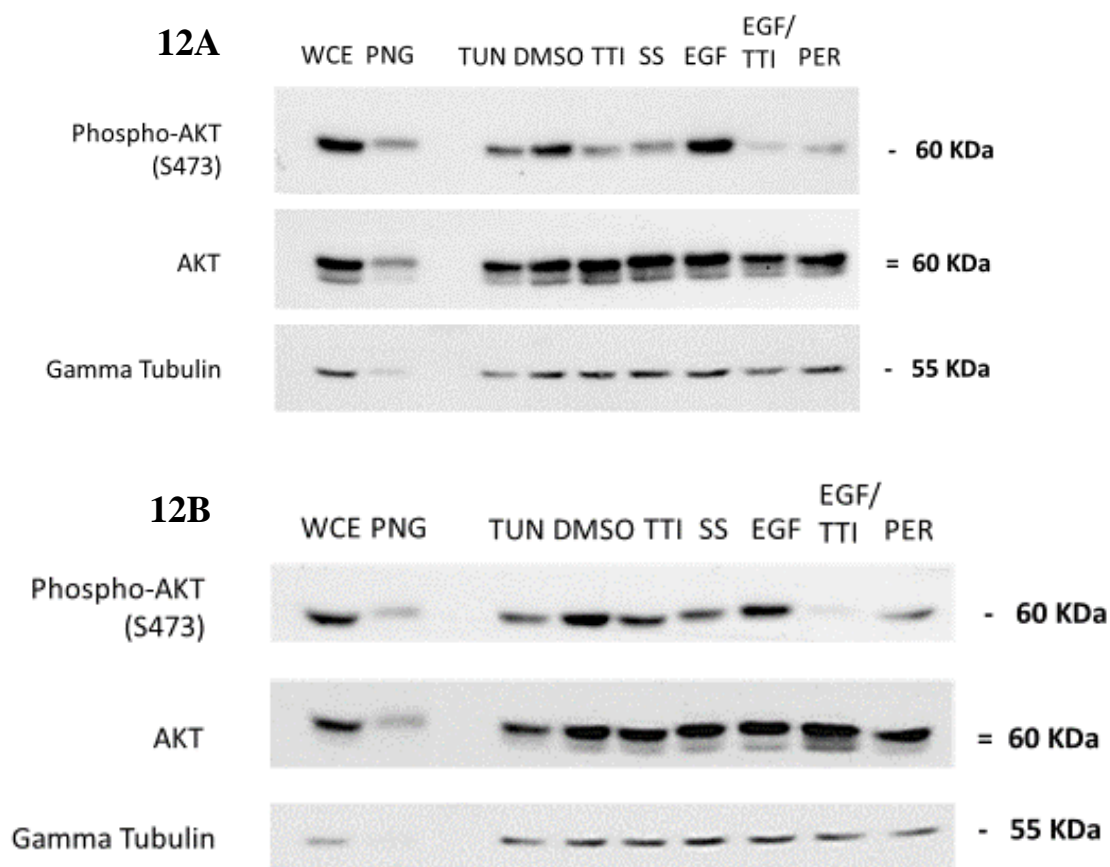 12A
WCE PNG TUN DMSO TTI SS EGF EGF/
TTI PER
Phospho-AKT
(S473)
- 60 KDa
AKT
= 60 KDa
Gamma Tubulin
- 55 KDa
12B
WCE PNG TUN DMSO TTI SS EGF EGF/
TTI PER
Phospho-AKT
(S473)
- 60 KDa
AKT
= 60 KDa
Gamma Tubulin
- 55 KDa